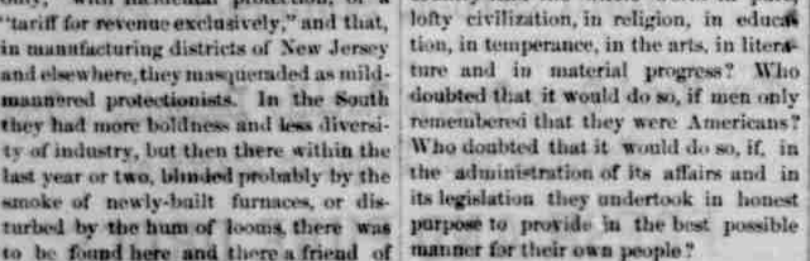 "tariff for revenue exclusively," and that,
in manufacturing districts of New Jersey
and elsewhere, they masqueraded as mild-
mannered protectionists. In the South
they had more boldness and less diversi-
ty of industry, but then there within the
last year or two, blinded probably by the
smoke of newly-built furnaces, or dis-
turbed by the hum of looms, there was
to be found here and there a friend of
lofty civilization, in religion, in educa-
tion, in temperance, in the arts, in litera-
ture and in material progress? Who
doubted that it would do so, if men only
remembered that they were Americans?
Who doubted that it would do so, if, in
the administration of its affairs and in
its legislation they undertook in honest
purpose to provide in the best possible
manner for their own people?